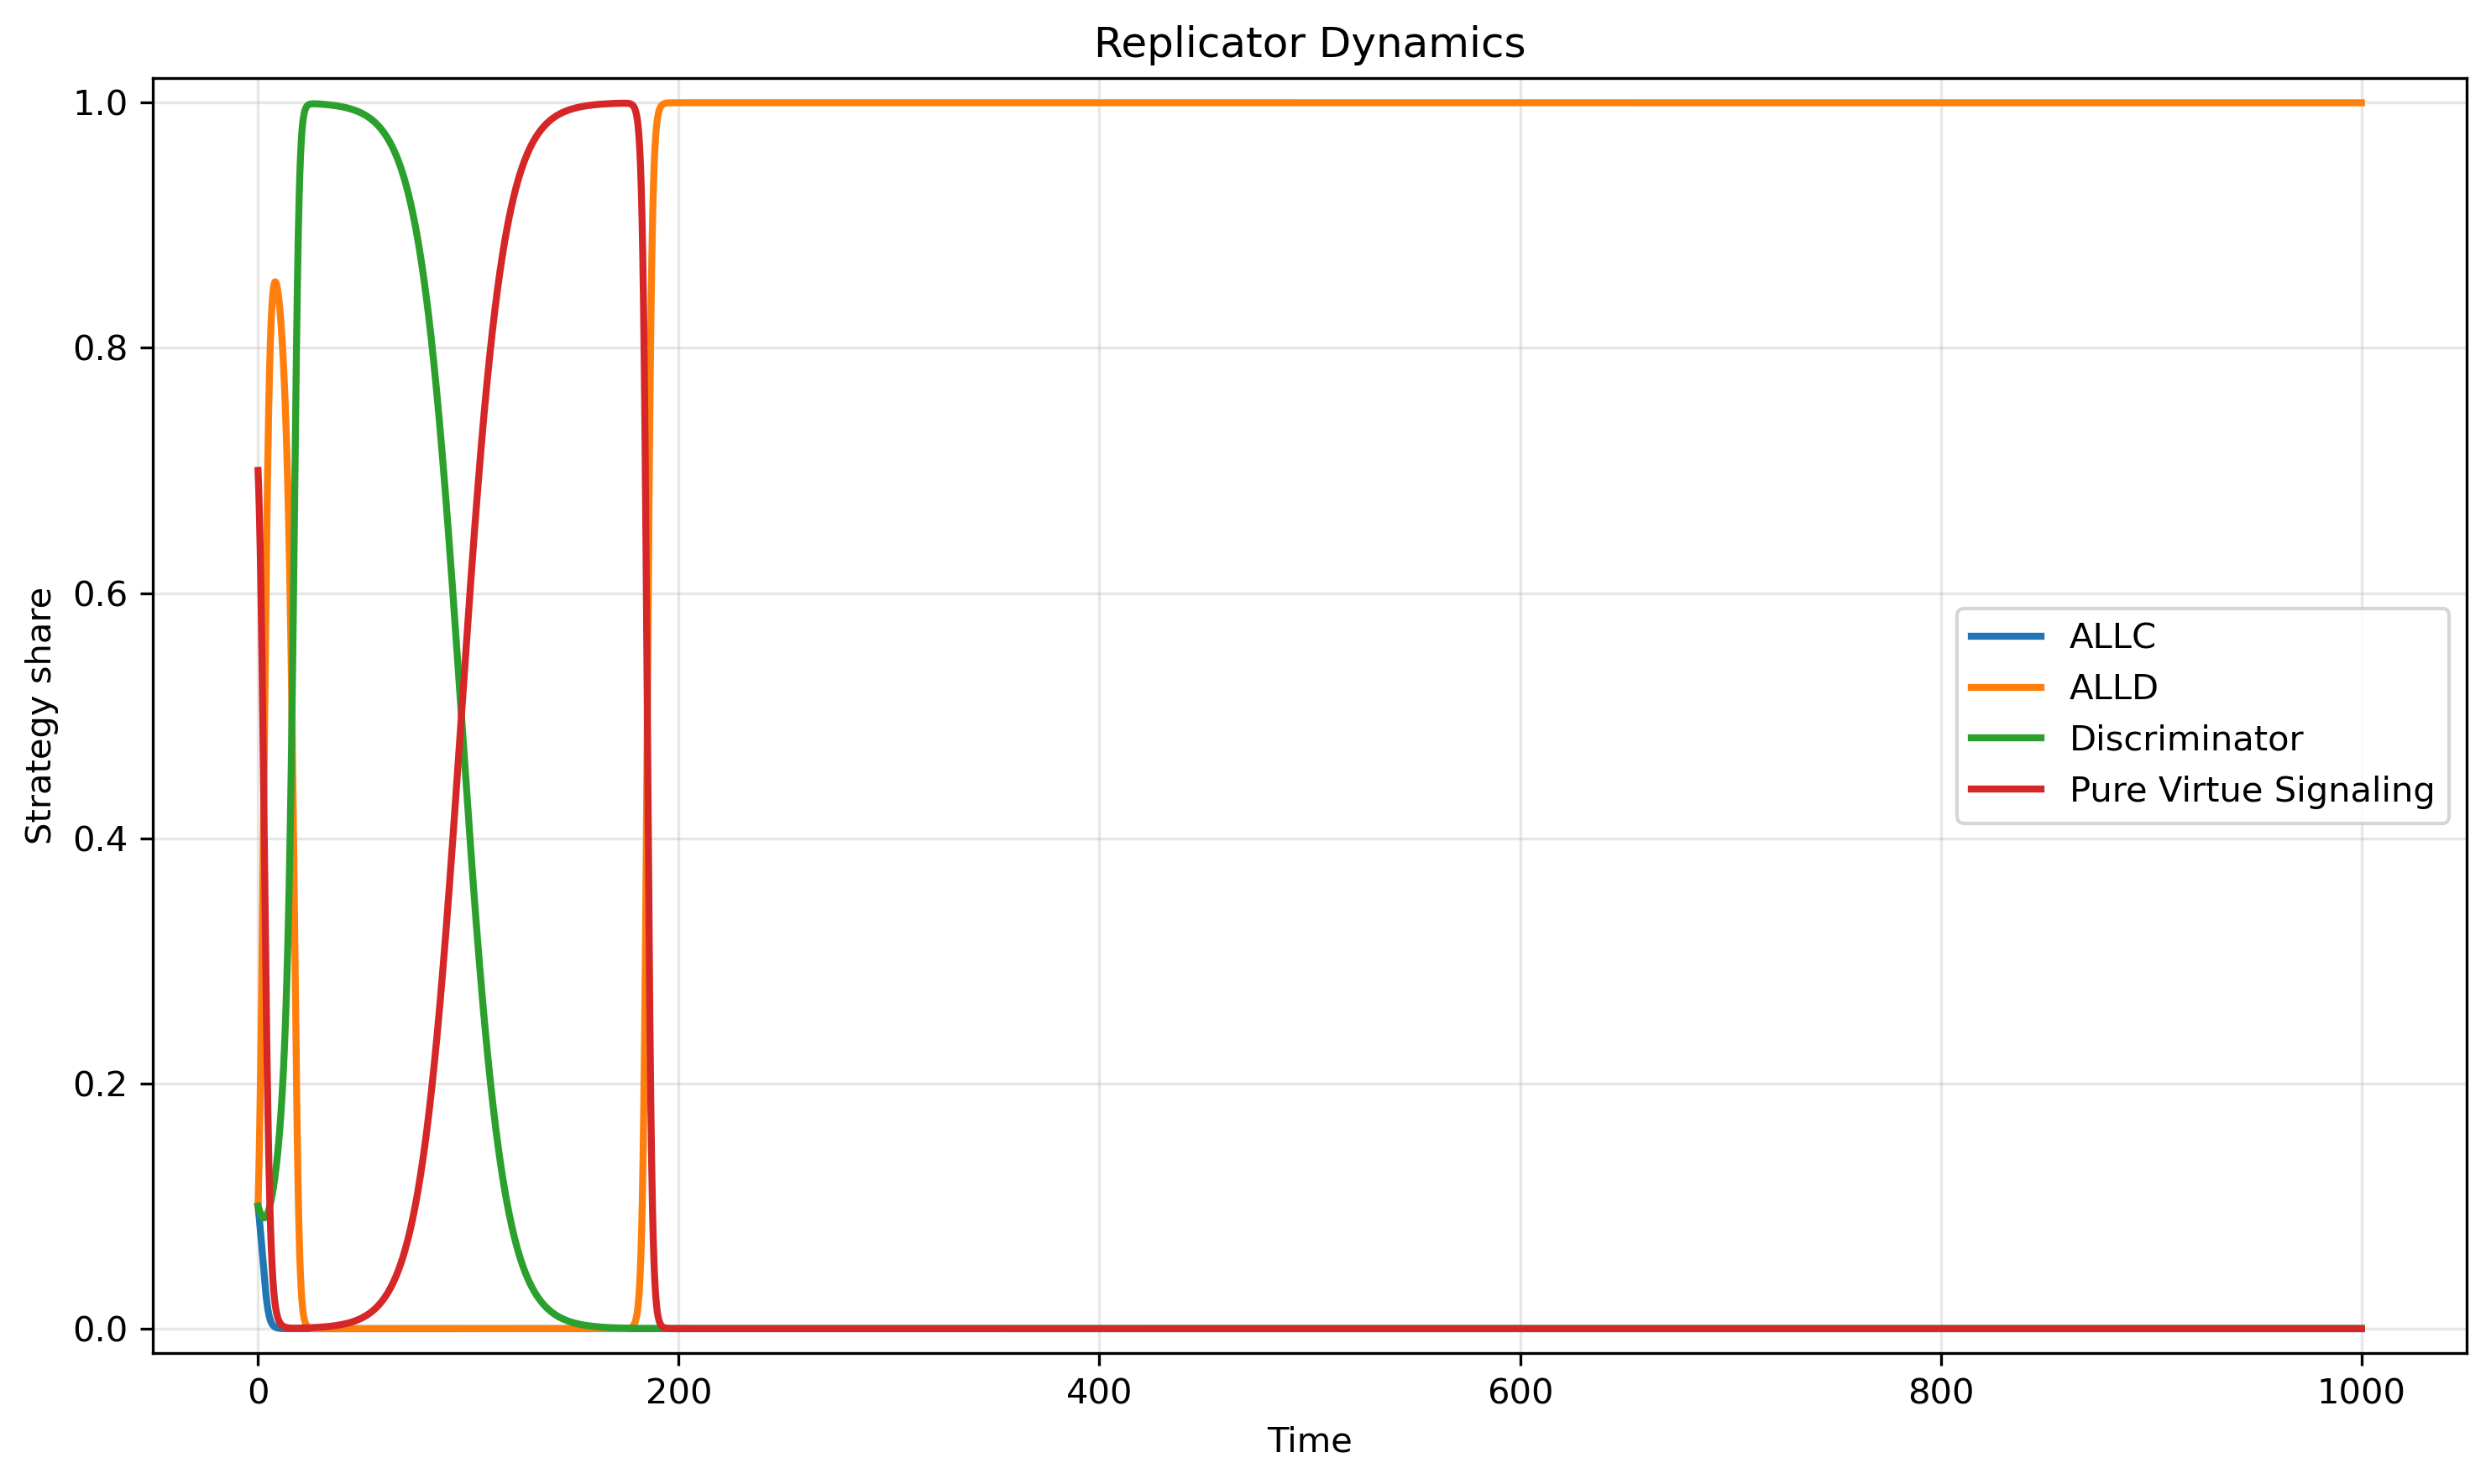 Replicator Dynamics
1.0
0.8
0.6
0.4
0.2
0.0
Strategy share
ALLC
ALLD
Discriminator
Pure Virtue Signaling
0
200
400
600
800
1000
Time